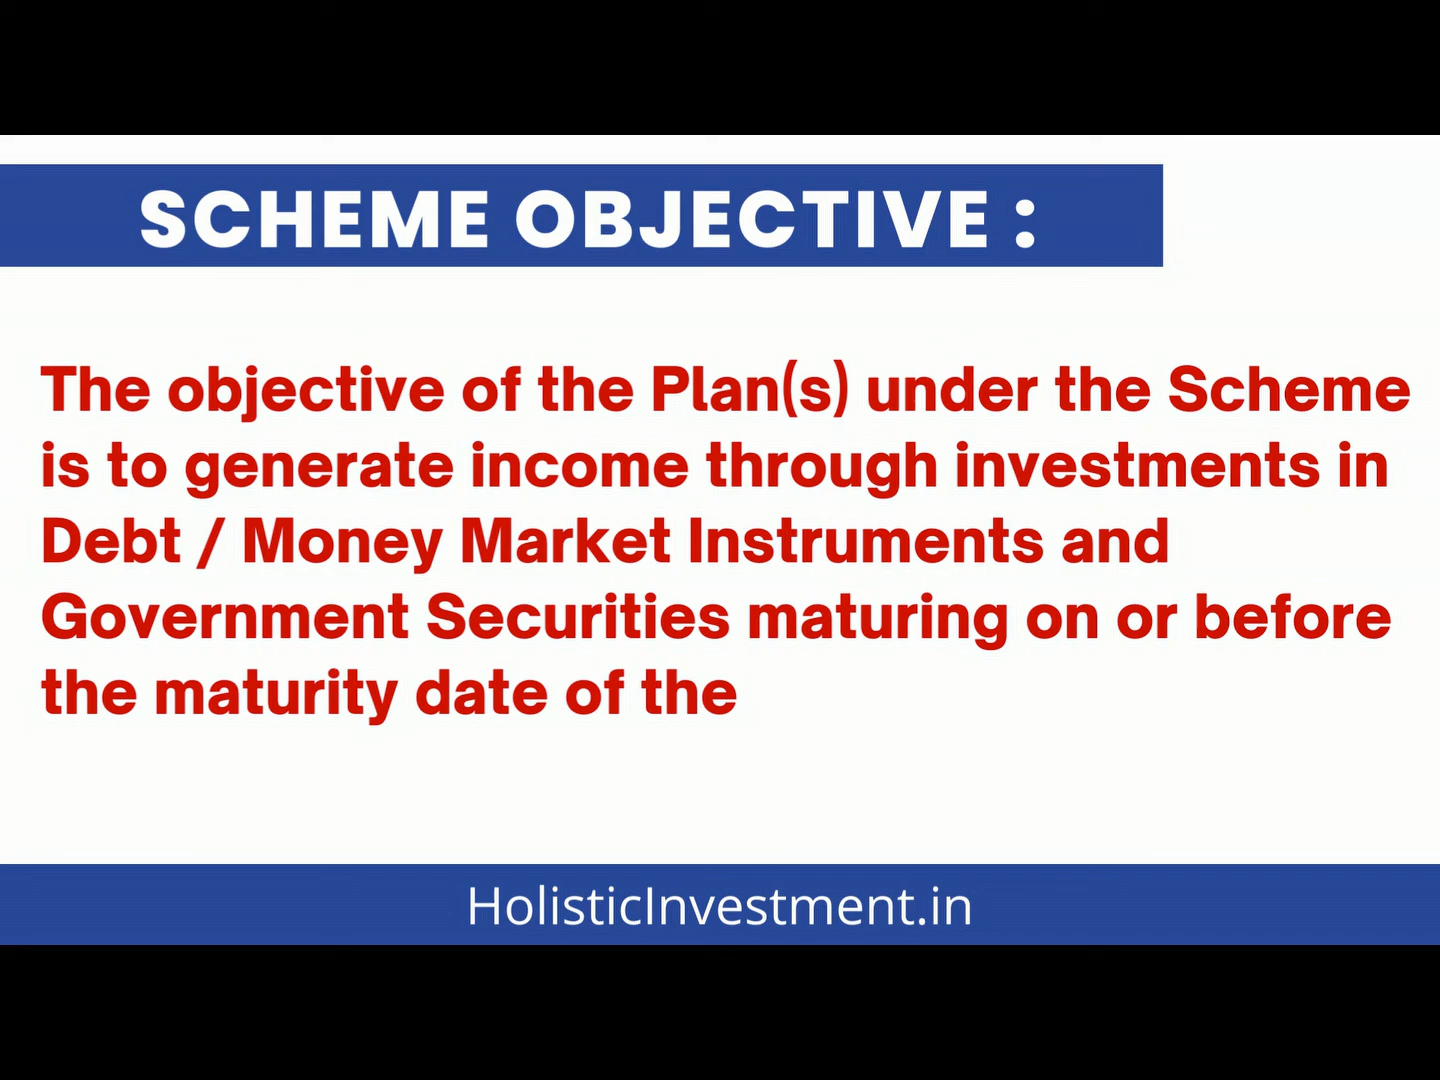 SCHEME OBJECTIVE :
The objective of the Plan(s) under the Scheme
is to generate income through investments in
Debt / Money Market Instruments and
Government Securities maturing on or before
the maturity date of the
HolisticInvestment.in